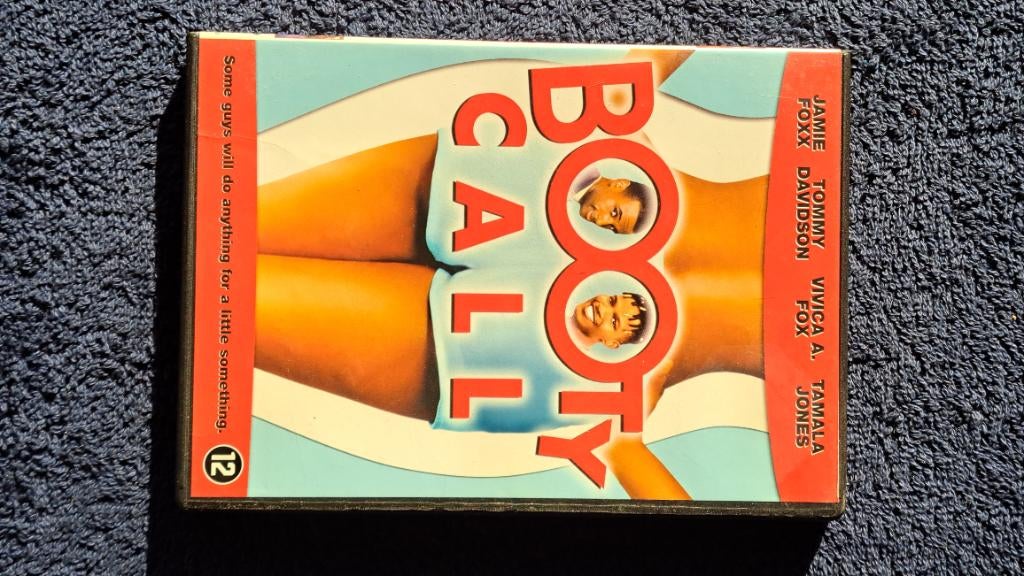 JAMIE FOXX
TOMMY DAVIDSON
VIVICA A. FOX
TAMALA JONES
BOOTY
CALL
Some guys will do anything for a little something.
12